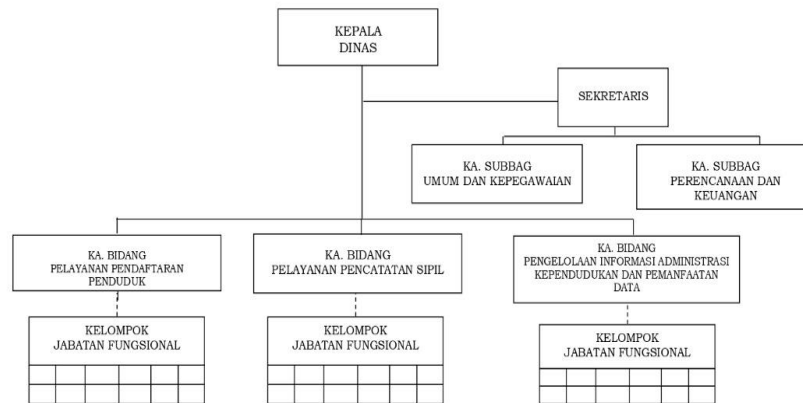 KEPALA
DINAS
SEKRETARIS
KA. SUBBAG
UMUM DAN KEPEGAWAIAN
KA. SUBBAG
PERENCANAAN DAN
KEUANGAN
KA. BIDANG
PELAYANAN PENDAFTARAN
PENDUDUK
KA. BIDANG
PELAYANAN PENCATATAN SIPIL
KA. BIDANG
PENGELOLAAN INFORMASI ADMINISTRASI
KEPENDUDUKAN DAN PEMANFAATAN
DATA
KELOMPOK
JABATAN FUNGSIONAL
KELOMPOK
JABATAN FUNGSIONAL
KELOMPOK
JABATAN FUNGSIONAL